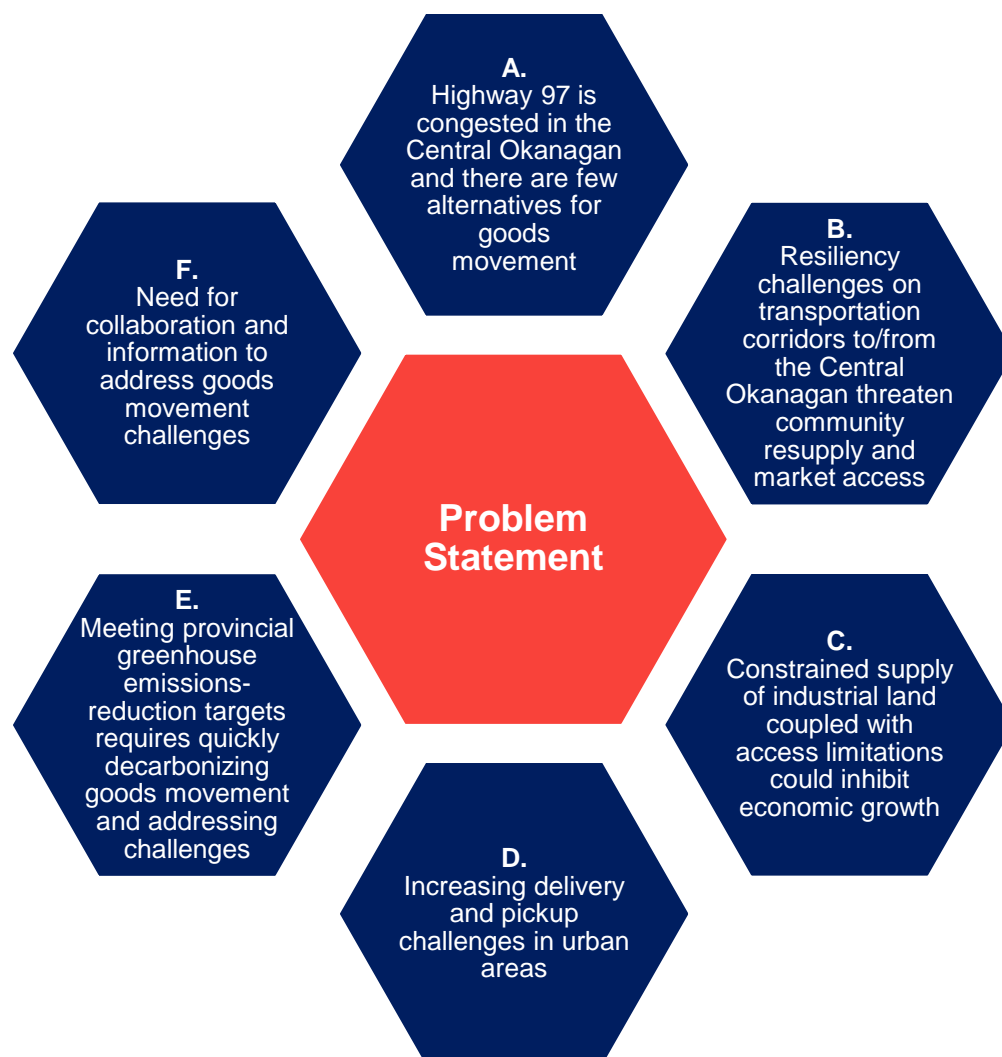 A.
Highway 97 is
congested in the
Central Okanagan
and there are few
alternatives for
goods
movement
B.
Resiliency
challenges on
transportation
corridors to/from
the Central
Okanagan threaten
community
resupply and
market access
C.
Constrained supply
of industrial land
coupled with
access limitations
could inhibit
economic growth
D.
Increasing delivery
and pickup
challenges in urban
areas
E.
Meeting provincial
greenhouse
emissions-
reduction targets
requires quickly
decarbonizing
goods movement
and addressing
challenges
F.
Need for
collaboration and
information to
address goods
movement
challenges
Problem
Statement